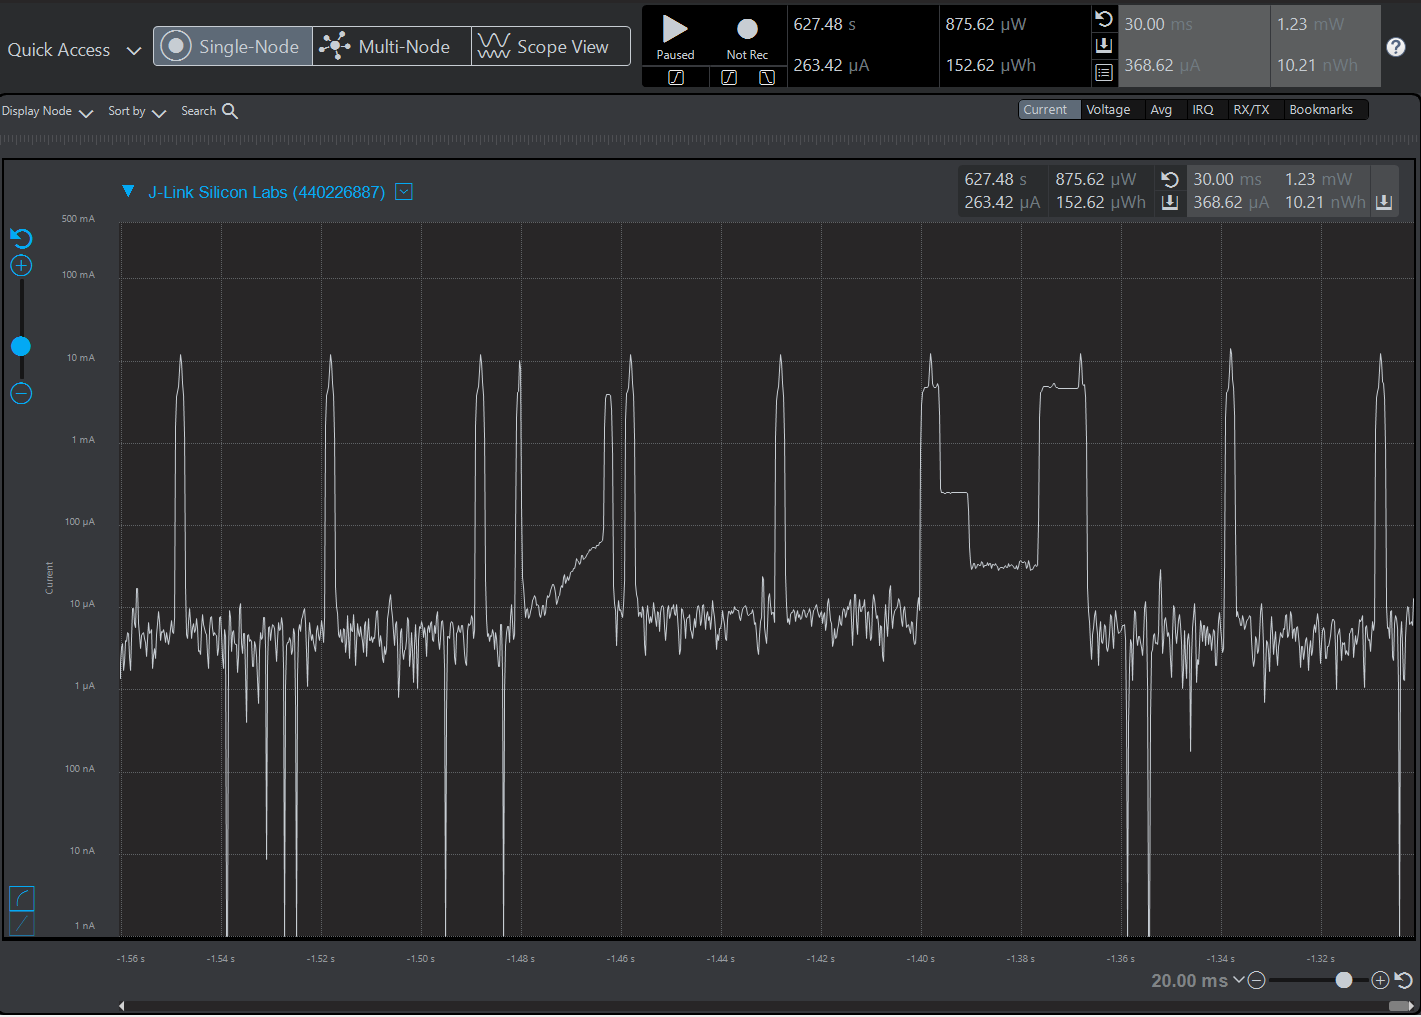 Quick Access
Single-Node
Multi-Node
Scope View
Paused
Not Rec
627.48 s
263.42 µA
875.62 µW
152.62 µWh
30.00 ms
368.62 µA
1.23 mW
10.21 nWh
?
Display Node
Sort by
Search
Current Voltage Avg IRQ RX/TX Bookmarks
J-Link Silicon Labs (440226887)
627.48 s 875.62 µW 30.00 ms 1.23 mW
263.42 µA 152.62 µWh 368.62 µA 10.21 nWh
500 mA
100 mA
10 mA
1 mA
100 µA
10 µA
1 µA
100 nA
10 nA
1 nA
Current
-1.56 s -1.54 s -1.52 s -1.50 s -1.48 s -1.46 s -1.44 s -1.42 s -1.40 s -1.38 s -1.36 s -1.34 s -1.32 s
20.00 ms